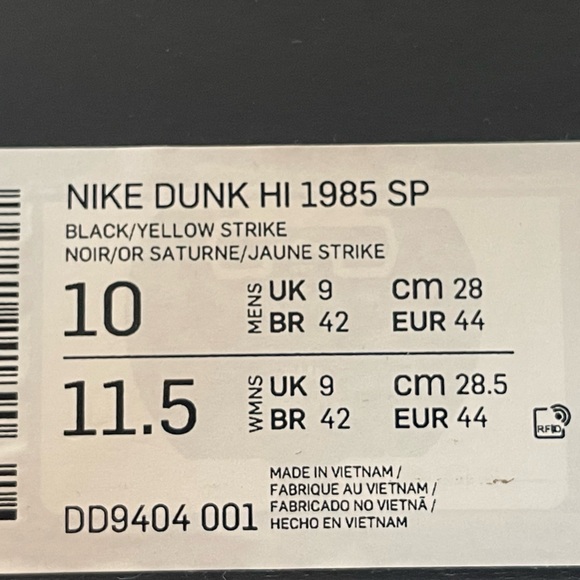 NIKE DUNK HI 1985 SP
BLACK/YELLOW STRIKE
NOIR/OR SATURNE/JAUNE STRIKE
10 MENS UK 9 cm 28
BR 42 EUR 44
11.5 WMNS UK 9 cm 28.5
BR 42 EUR 44
RFID
MADE IN VIETNAM /
FABRIQUE AU VIETNAM /
FABRICADO NO VIETNÃ /
DD9404 001 HECHO EN VIETNAM